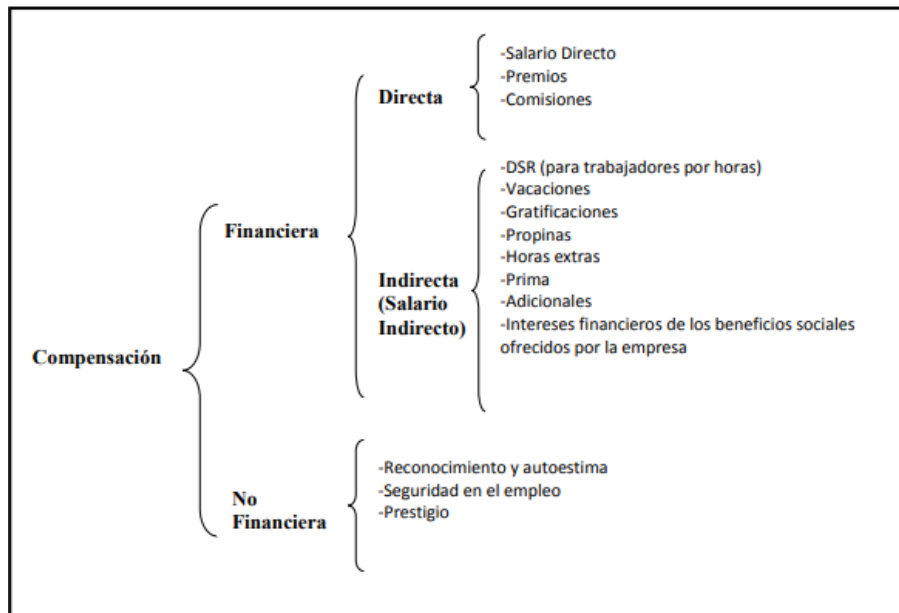 Compensación
Financiera
Directa
-Salario Directo
-Premios
-Comisiones
Indirecta
(Salario
Indirecto)
-DSR (para trabajadores por horas)
-Vacaciones
-Gratificaciones
-Propinas
-Horas extras
-Prima
-Adicionales
-Intereses financieros de los beneficios sociales
ofrecidos por la empresa
No
Financiera
-Reconocimiento y autoestima
-Seguridad en el empleo
-Prestigio